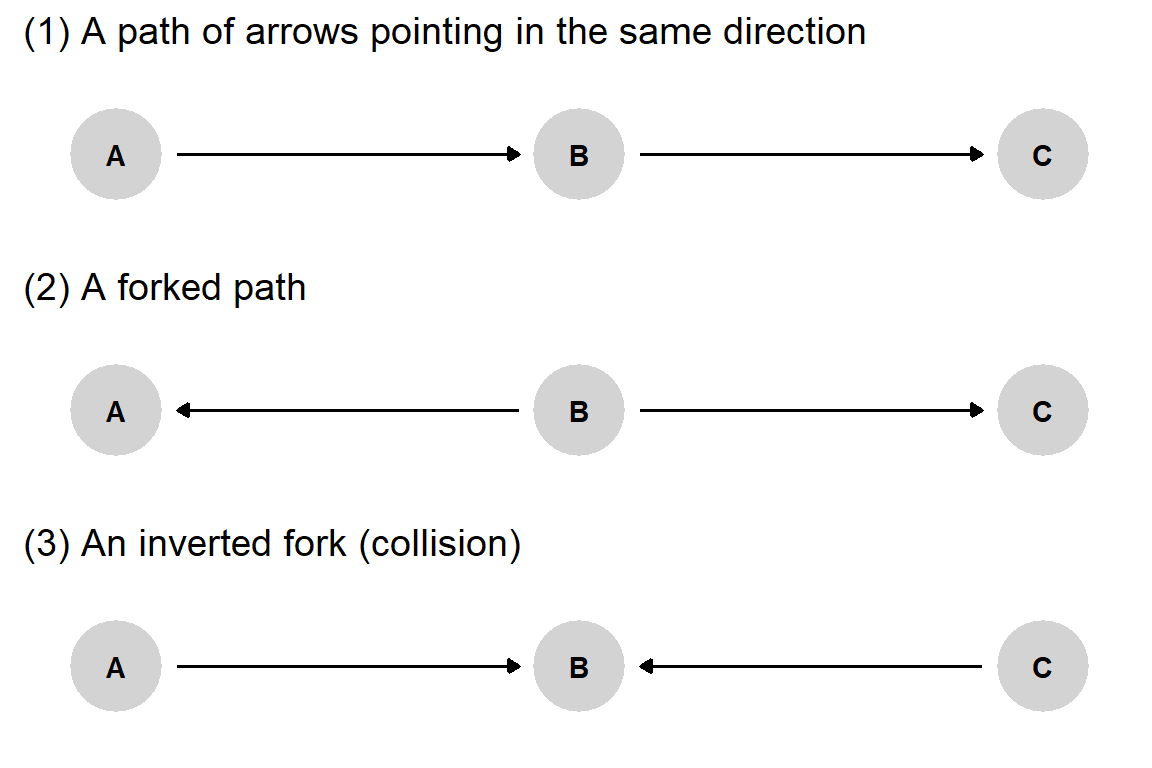 (1) A path of arrows pointing in the same direction
A B C
(2) A forked path
A B C
(3) An inverted fork (collision)
A B C